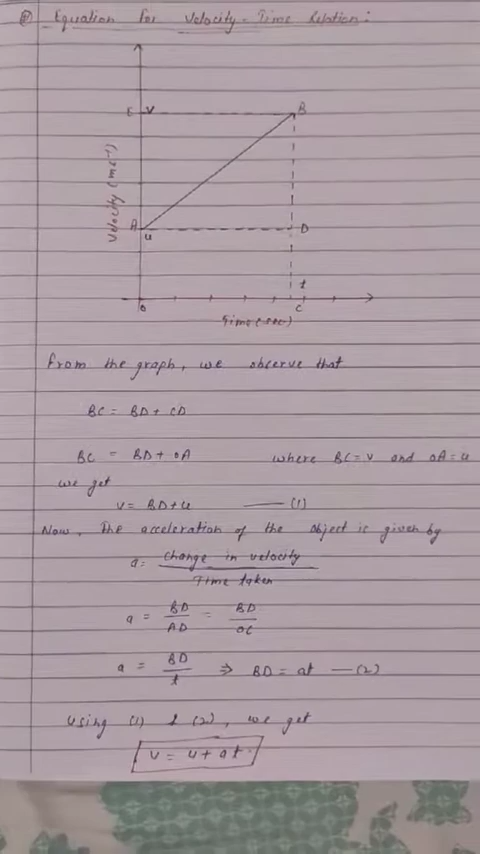 Equation for Velocity-Time Relation:
E V B
Velocity (ms⁻¹)
A u D
t
O C
Time (sec)
From the graph, we observe that
BC = BD + CD
BC = BD + OA where BC = v and OA = u
we get
v = BD + u —— (1)
Now, The acceleration of the object is given by
a = Change in velocity
Time taken
a = BD/AD = BD/OC
a = BD/t ⇒ BD = at — (2)
Using (1) & (2), we get
v = u + at.